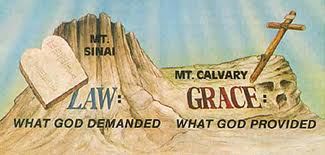 MT.
SINAI
LAW:
WHAT GOD DEMANDED
MT. CALVARY
GRACE:
WHAT GOD PROVIDED